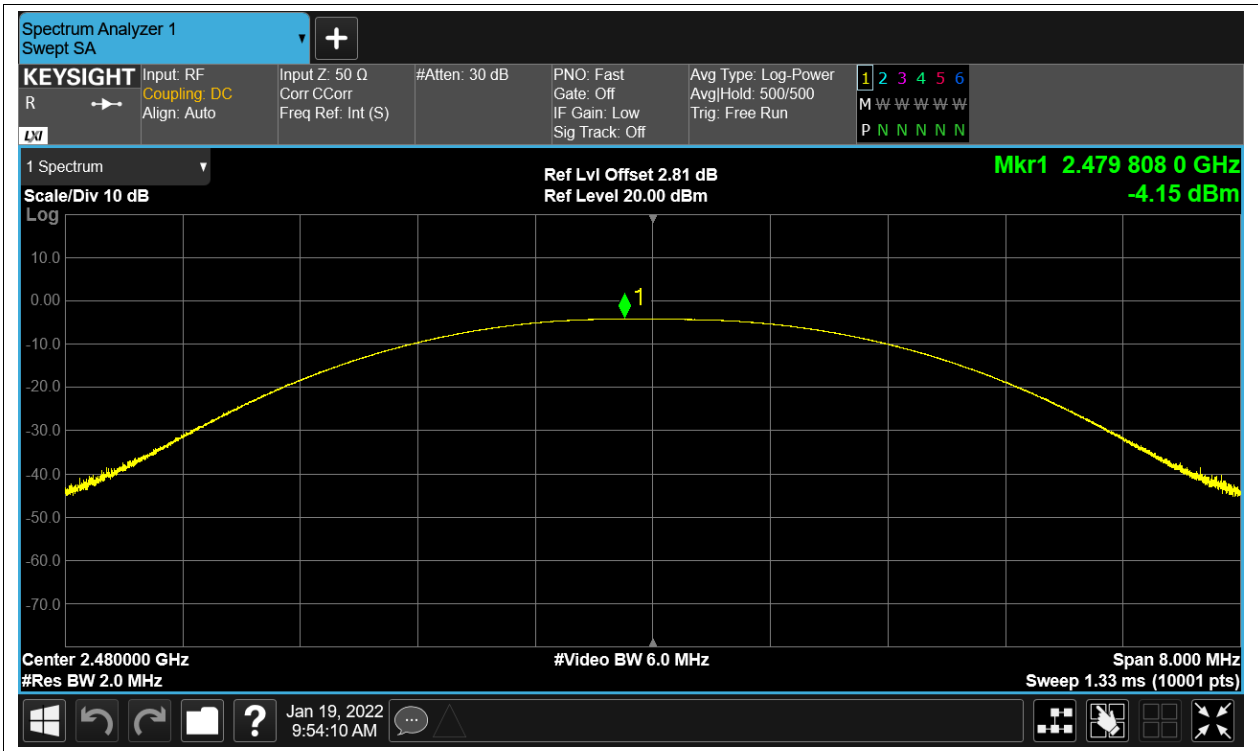 Spectrum Analyzer 1
Swept SA
KEYSIGHT
R
LXI
Input: RF
Coupling: DC
Align: Auto
Input Z: 50 Ω
Corr CCorr
Freq Ref: Int (S)
#Atten: 30 dB
PNO: Fast
Gate: Off
IF Gain: Low
Sig Track: Off
Avg Type: Log-Power
Avg|Hold: 500/500
Trig: Free Run
1 2 3 4 5 6
M W W W W W
P N N N N N
1 Spectrum
Scale/Div 10 dB
Log
Ref Lvl Offset 2.81 dB
Ref Level 20.00 dBm
Mkr1 2.479 808 0 GHz
-4.15 dBm
10.0
0.00
-10.0
-20.0
-30.0
-40.0
-50.0
-60.0
-70.0
1
Center 2.480000 GHz
#Res BW 2.0 MHz
#Video BW 6.0 MHz
Span 8.000 MHz
Sweep 1.33 ms (10001 pts)
?
Jan 19, 2022
9:54:10 AM